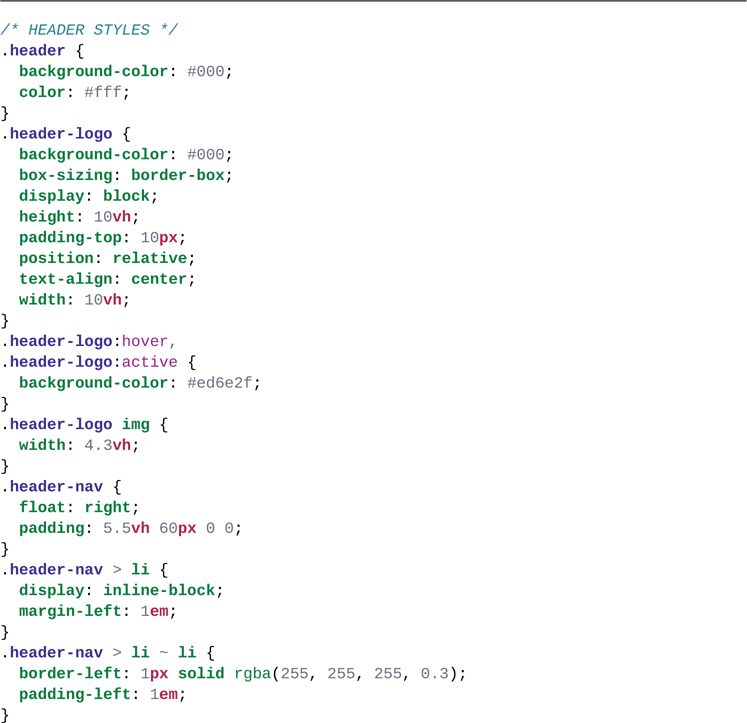 /* HEADER STYLES */
.header {
  background-color: #000;
  color: #fff;
}
.header-logo {
  background-color: #000;
  box-sizing: border-box;
  display: block;
  height: 10vh;
  padding-top: 10px;
  position: relative;
  text-align: center;
  width: 10vh;
}
.header-logo:hover,
.header-logo:active {
  background-color: #ed6e2f;
}
.header-logo img {
  width: 4.3vh;
}
.header-nav {
  float: right;
  padding: 5.5vh 60px 0 0;
}
.header-nav > li {
  display: inline-block;
  margin-left: 1em;
}
.header-nav > li ~ li {
  border-left: 1px solid rgba(255, 255, 255, 0.3);
  padding-left: 1em;
}